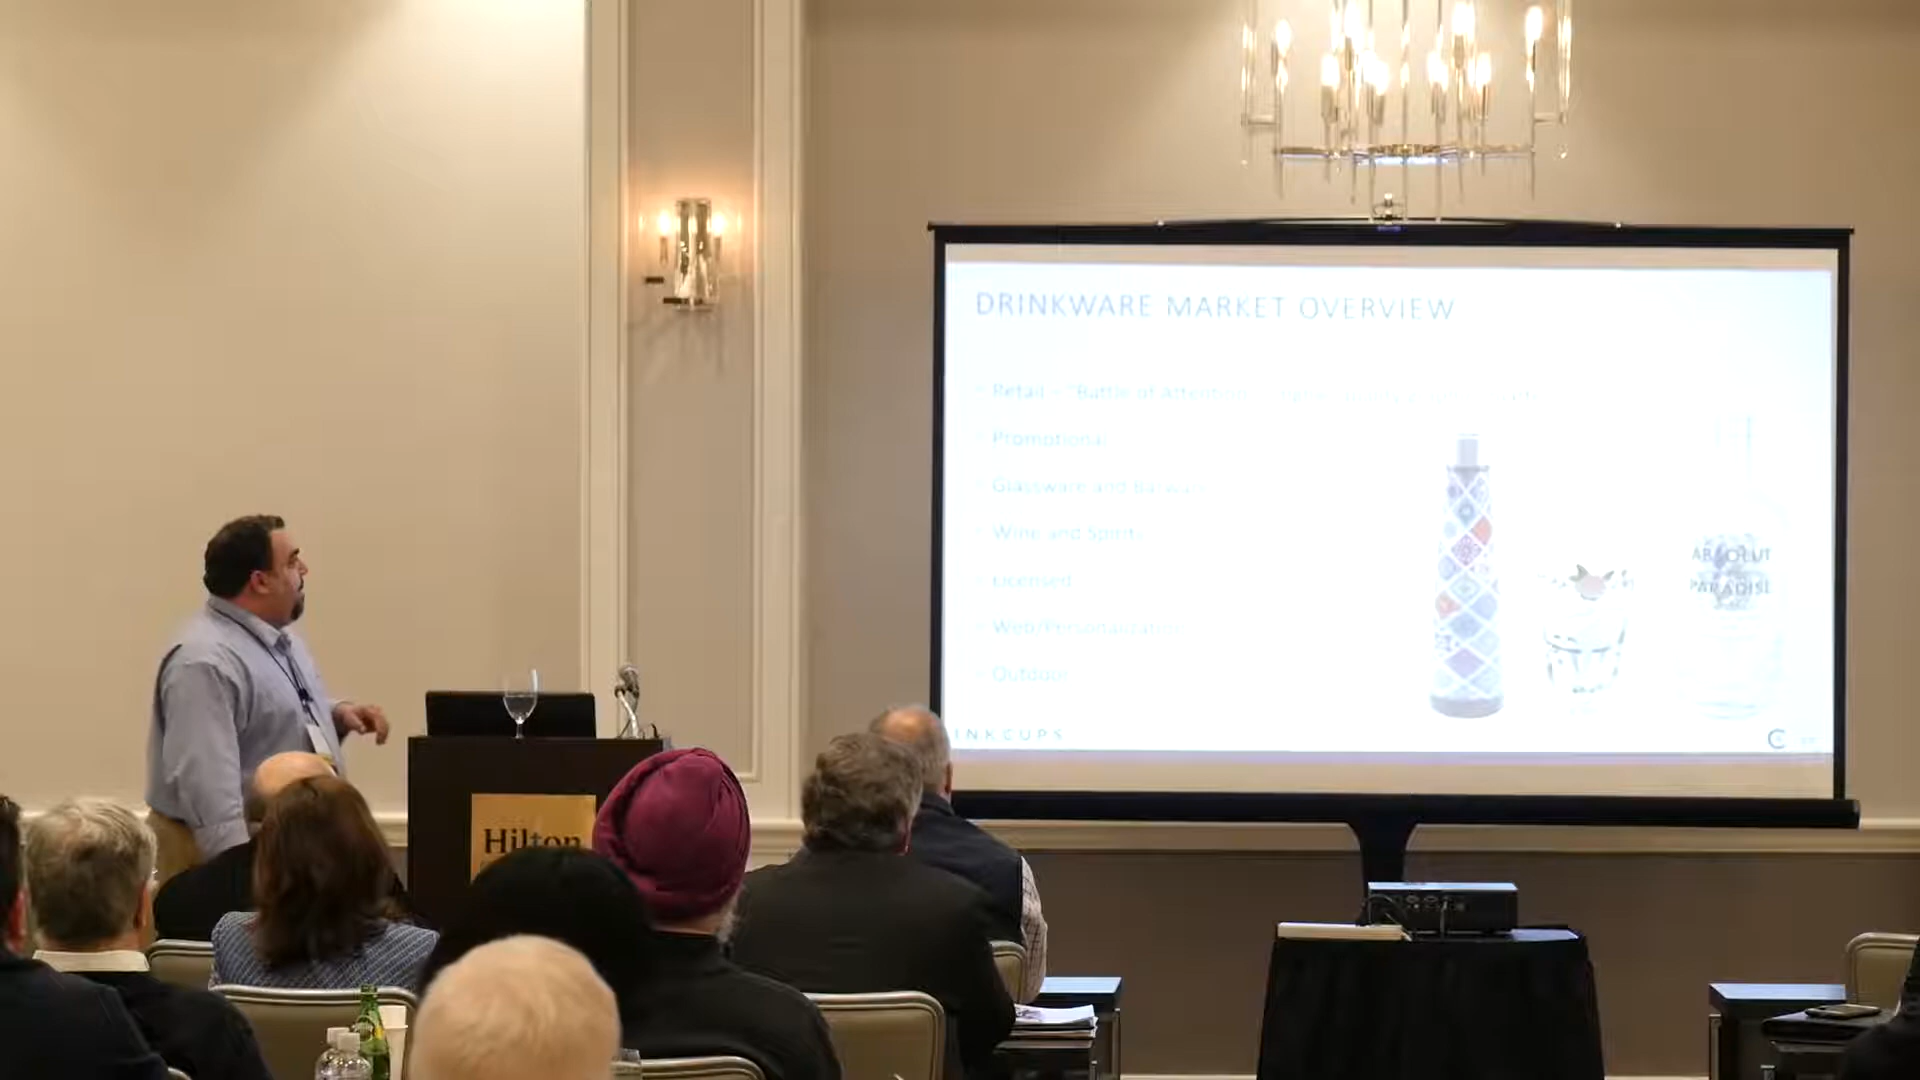 DRINKWARE MARKET OVERVIEW
Retail – "Battle of Attention
Promotional
Glassware and Barware
Wine and Spirits
Licensed
Web/Personalization
Outdoor
ABSOLUT
PARADISE
INKCUPS
Hilton